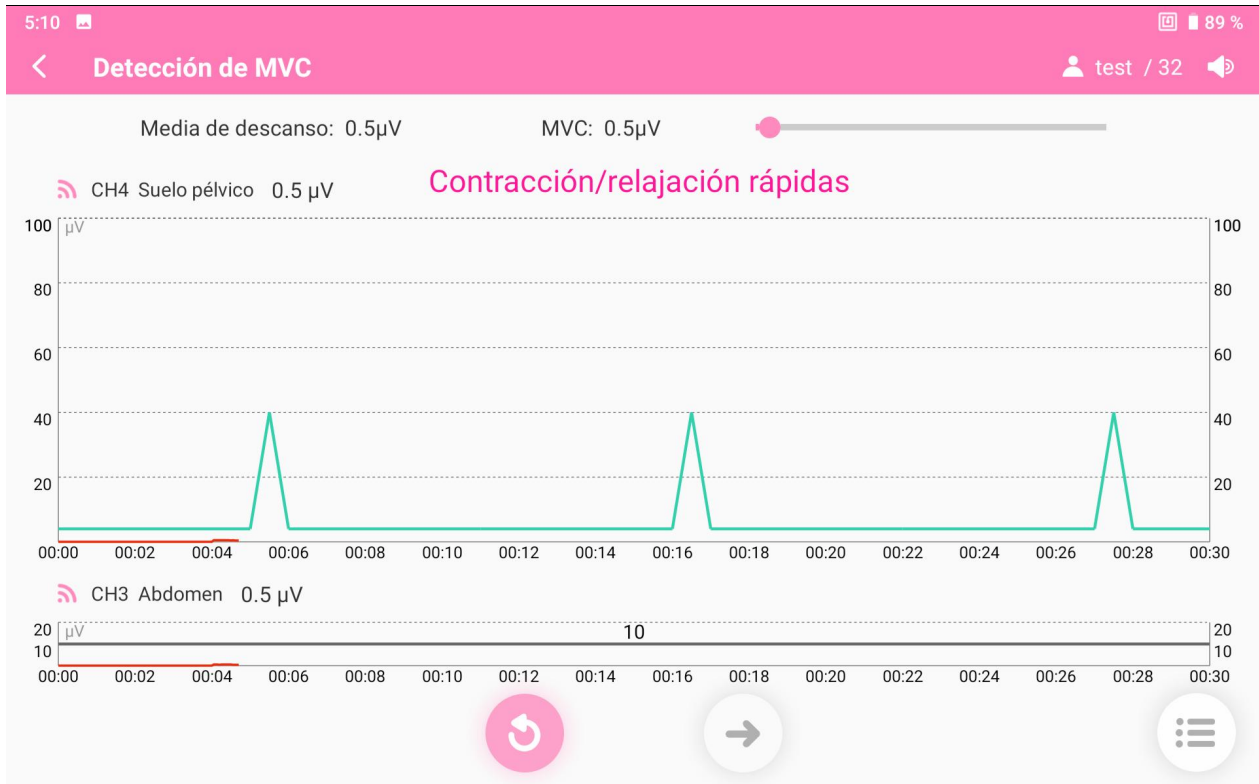 5:10 89 %
Detección de MVC test / 32
Media de descanso: 0.5µV MVC: 0.5µV
CH4 Suelo pélvico 0.5 µV Contracción/relajación rápidas
100 µV 100
80 80
60 60
40 40
20 20
00:00 00:02 00:04 00:06 00:08 00:10 00:12 00:14 00:16 00:18 00:20 00:22 00:24 00:26 00:28 00:30
CH3 Abdomen 0.5 µV
20 µV 10 20
10 10
00:00 00:02 00:04 00:06 00:08 00:10 00:12 00:14 00:16 00:18 00:20 00:22 00:24 00:26 00:28 00:30